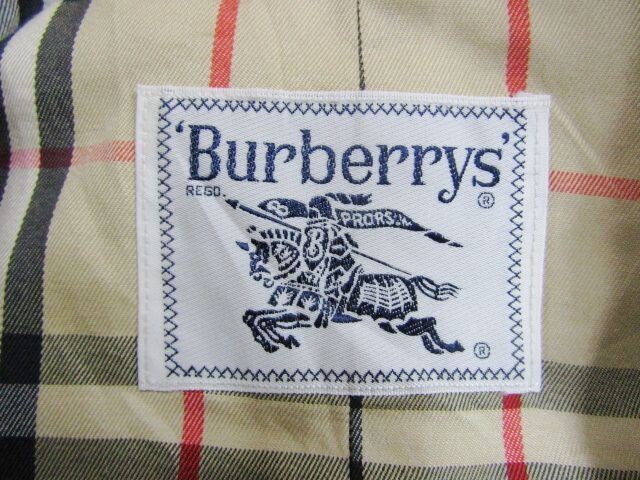 'Burberrys'
REGD.
®
PRORSUM
®